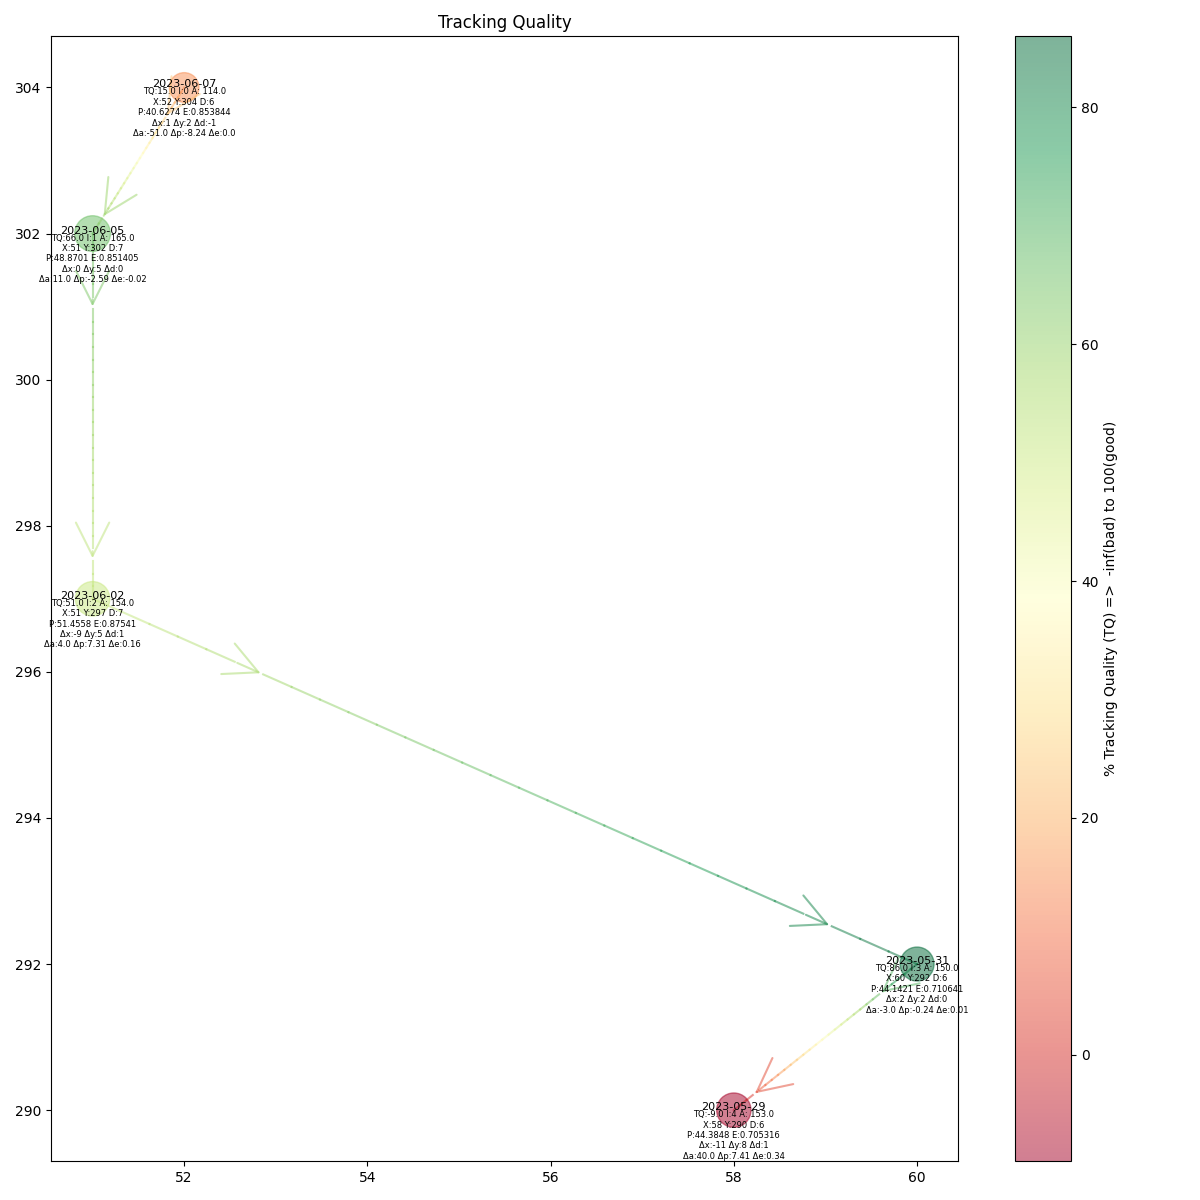 Tracking Quality
304
302
300
298
296
294
292
290
52
54
56
58
60
2023-06-07
TQ:15.0 I:0 A: 114.0
X:52 Y:304 D:6
P:40.6274 E:0.853844
Δx:1 Δy:2 Δd:-1
Δa:-51.0 Δp:-8.24 Δe:0.0
2023-06-05
TQ:66.0 I:1 A: 165.0
X:51 Y:302 D:7
P:48.8701 E:0.851405
Δx:0 Δy:5 Δd:0
Δa:11.0 Δp:-2.59 Δe:-0.02
2023-06-02
TQ:51.0 I:2 A: 154.0
X:51 Y:297 D:7
P:51.4558 E:0.87541
Δx:-9 Δy:5 Δd:1
Δa:4.0 Δp:7.31 Δe:0.16
2023-05-31
TQ:86.0 I:3 A: 150.0
X:60 Y:292 D:6
P:44.1421 E:0.710641
Δx:2 Δy:2 Δd:0
Δa:-3.0 Δp:-0.24 Δe:0.01
2023-05-29
TQ:-9.0 I:4 A: 153.0
X:58 Y:290 D:6
P:44.3848 E:0.705316
Δx:-11 Δy:8 Δd:1
Δa:40.0 Δp:7.41 Δe:0.34
80
60
40
20
0
% Tracking Quality (TQ) => -inf(bad) to 100(good)